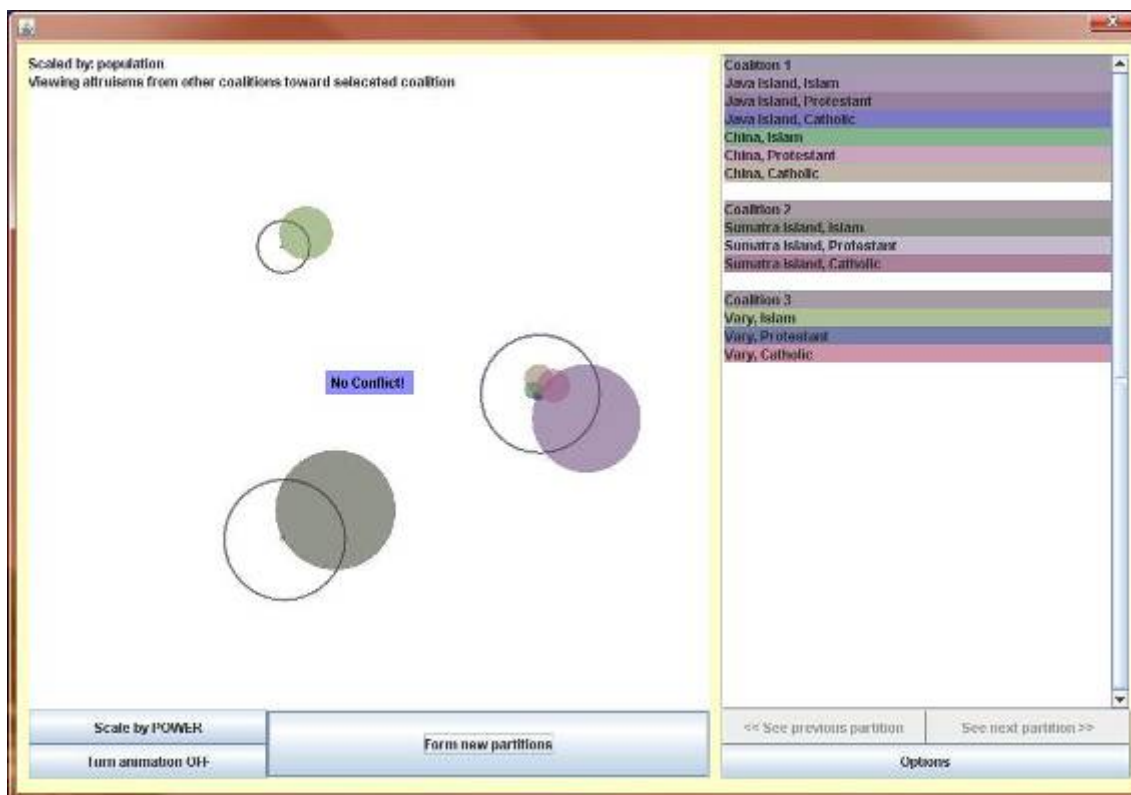 Scaled by: population
Viewing altruisms from other coalitions toward seleceted coalition
No Conflict!
Scale by POWER
Turn animation OFF
Form new partitions
Coalition 1
Java Island, Islam
Java Island, Protestant
Java Island, Catholic
China, Islam
China, Protestant
China, Catholic
Coalition 2
Sumatra Island, Islam
Sumatra Island, Protestant
Sumatra Island, Catholic
Coalition 3
Vary, Islam
Vary, Protestant
Vary, Catholic
<< See previous partition
See next partition >>
Options